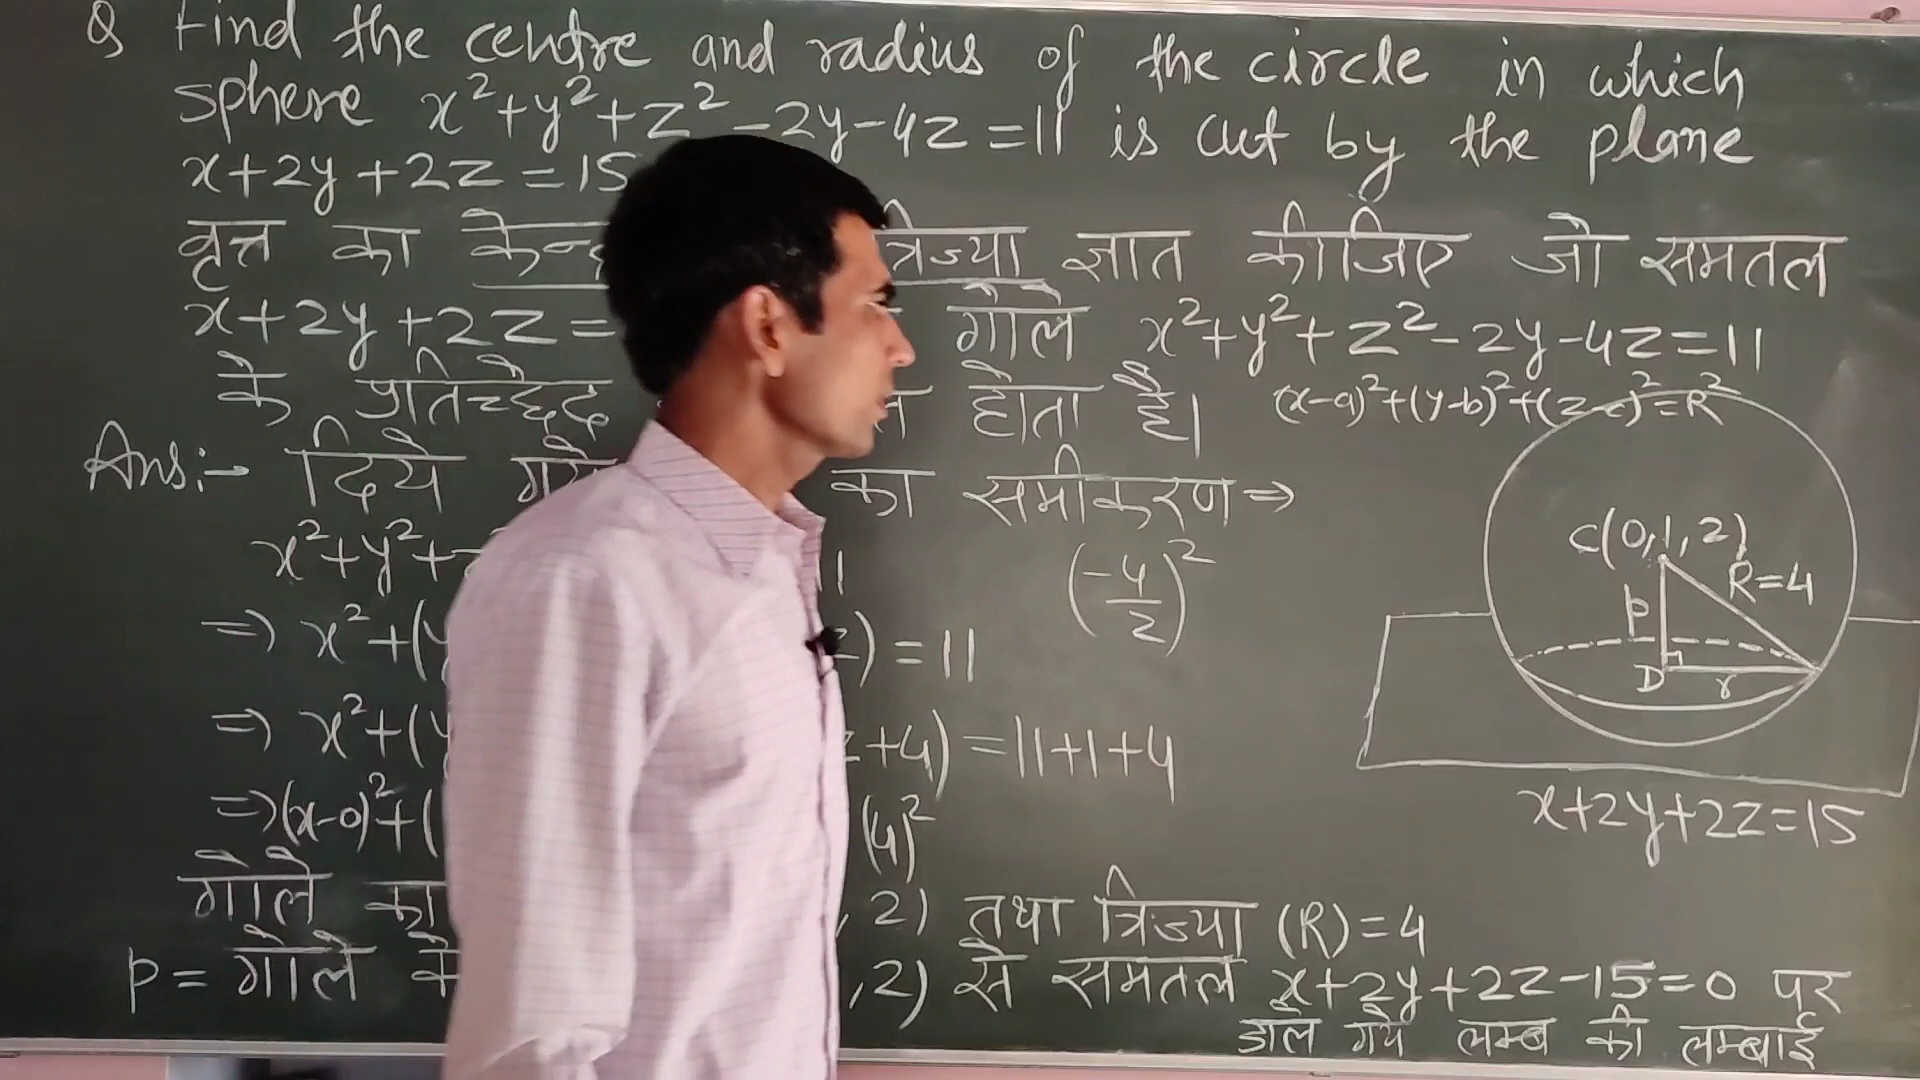 Q Find the centre and radius of the circle in which
sphere x²+y²+z²-2y-4z=11 is cut by the plane
x+2y+2z=15
वृत्त का केन्द्र त्रिज्या ज्ञात कीजिए जो समतल
x+2y+2z= गोले x²+y²+z²-2y-4z=11
के प्रतिच्छेद होता है।
(x-a)²+(y-b)²+(z-c)²=R²
Ans:- दिये गये का समीकरण ⇒
x²+y²+
(-4/2)²
⇒ x²+(y )=11
⇒ x²+(y z+4)=11+1+4
⇒(x-0)²+( (4)²
गोले का ,2) तथा त्रिज्या (R)=4
p= गोले के ,2) से समतल x+2y+2z-15=0 पर
डाले गये लम्ब की लम्बाई
C(0,1,2)
R=4
p
D
r
x+2y+2z=15